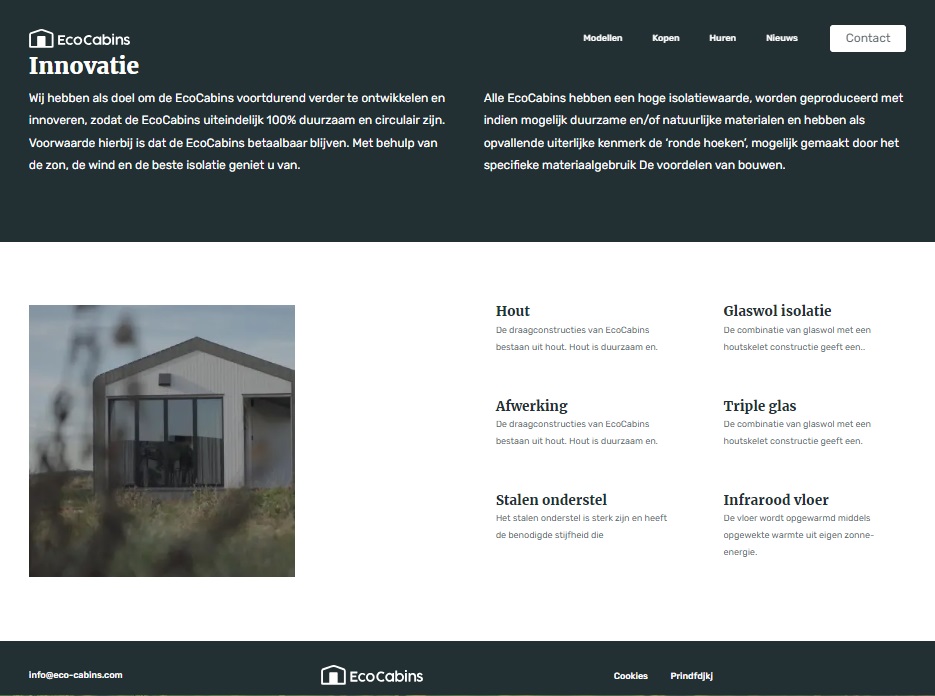 EcoCabins
Modellen Kopen Huren Nieuws Contact
Innovatie
Wij hebben als doel om de EcoCabins voortdurend verder te ontwikkelen en
innoveren, zodat de EcoCabins uiteindelijk 100% duurzaam en circulair zijn.
Voorwaarde hierbij is dat de EcoCabins betaalbaar blijven. Met behulp van
de zon, de wind en de beste isolatie geniet u van.
Alle EcoCabins hebben een hoge isolatiewaarde, worden geproduceerd met
indien mogelijk duurzame en/of natuurlijke materialen en hebben als
opvallende uiterlijke kenmerk de ‘ronde hoeken’, mogelijk gemaakt door het
specifieke materiaalgebruik De voordelen van bouwen.
Hout
De draagconstructies van EcoCabins
bestaan uit hout. Hout is duurzaam en.
Glaswol isolatie
De combinatie van glaswol met een
houtskelet constructie geeft een..
Afwerking
De draagconstructies van EcoCabins
bestaan uit hout. Hout is duurzaam en.
Triple glas
De combinatie van glaswol met een
houtskelet constructie geeft een.
Stalen onderstel
Het stalen onderstel is sterk zijn en heeft
de benodigde stijfheid die
Infrarood vloer
De vloer wordt opgewarmd middels
opgewekte warmte uit eigen zonne-
energie.
info@eco-cabins.com
EcoCabins
Cookies Prindfdjkj